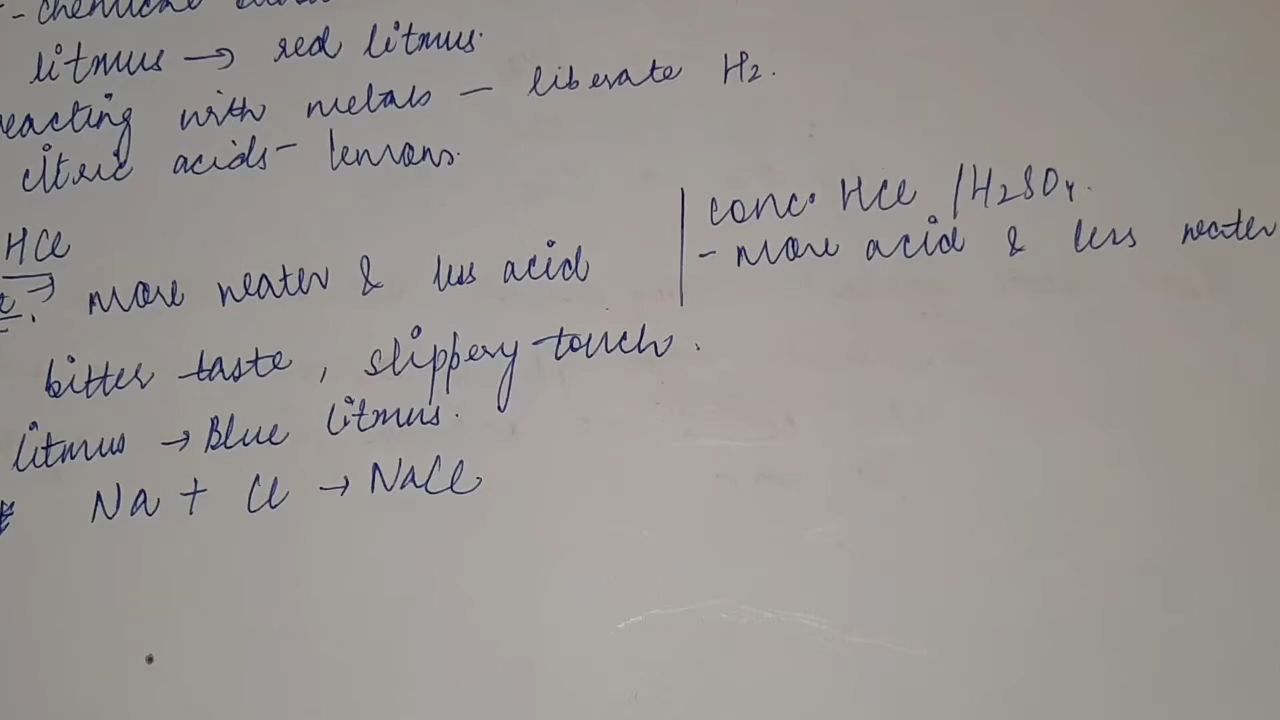 - chemical
litmus → red litmus.
reacting with metals - liberate H2.
citric acids - lemons.
HCl
more water & less acid
conc. HCl / H2SO4.
- more acid & less water
bitter taste, slippery touch.
litmus → Blue litmus.
Na + Cl → NaCl